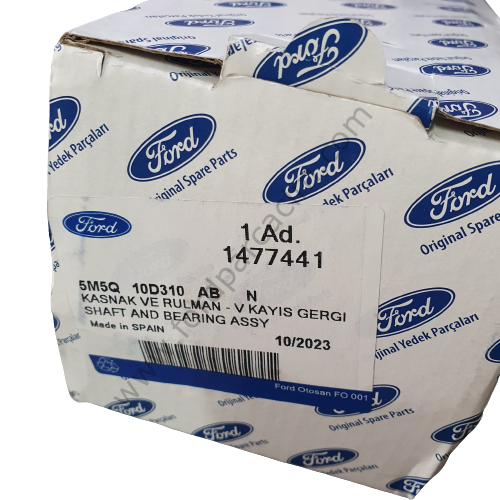 Ford
Orijinal Yedek Parçaları
Original Spare Parts
Ford
1 Ad.
1477441
5M5Q 10D310 AB N
KASNAK VE RULMAN - V KAYIS GERGI
SHAFT AND BEARING ASSY
Made in SPAIN
10/2023
Ford Otosan FO 001